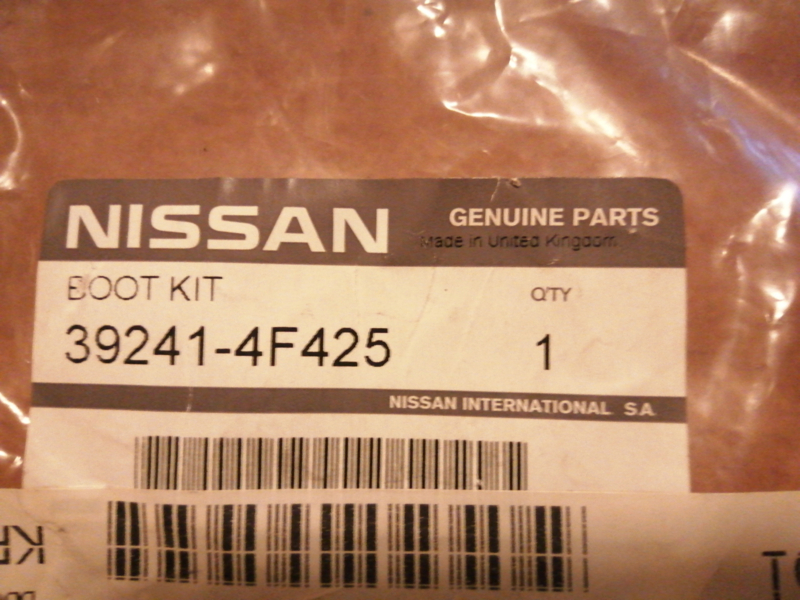 NISSAN GENUINE PARTS
Made in United Kingdom
BOOT KIT Q'TY
39241-4F425 1
NISSAN INTERNATIONAL S.A.